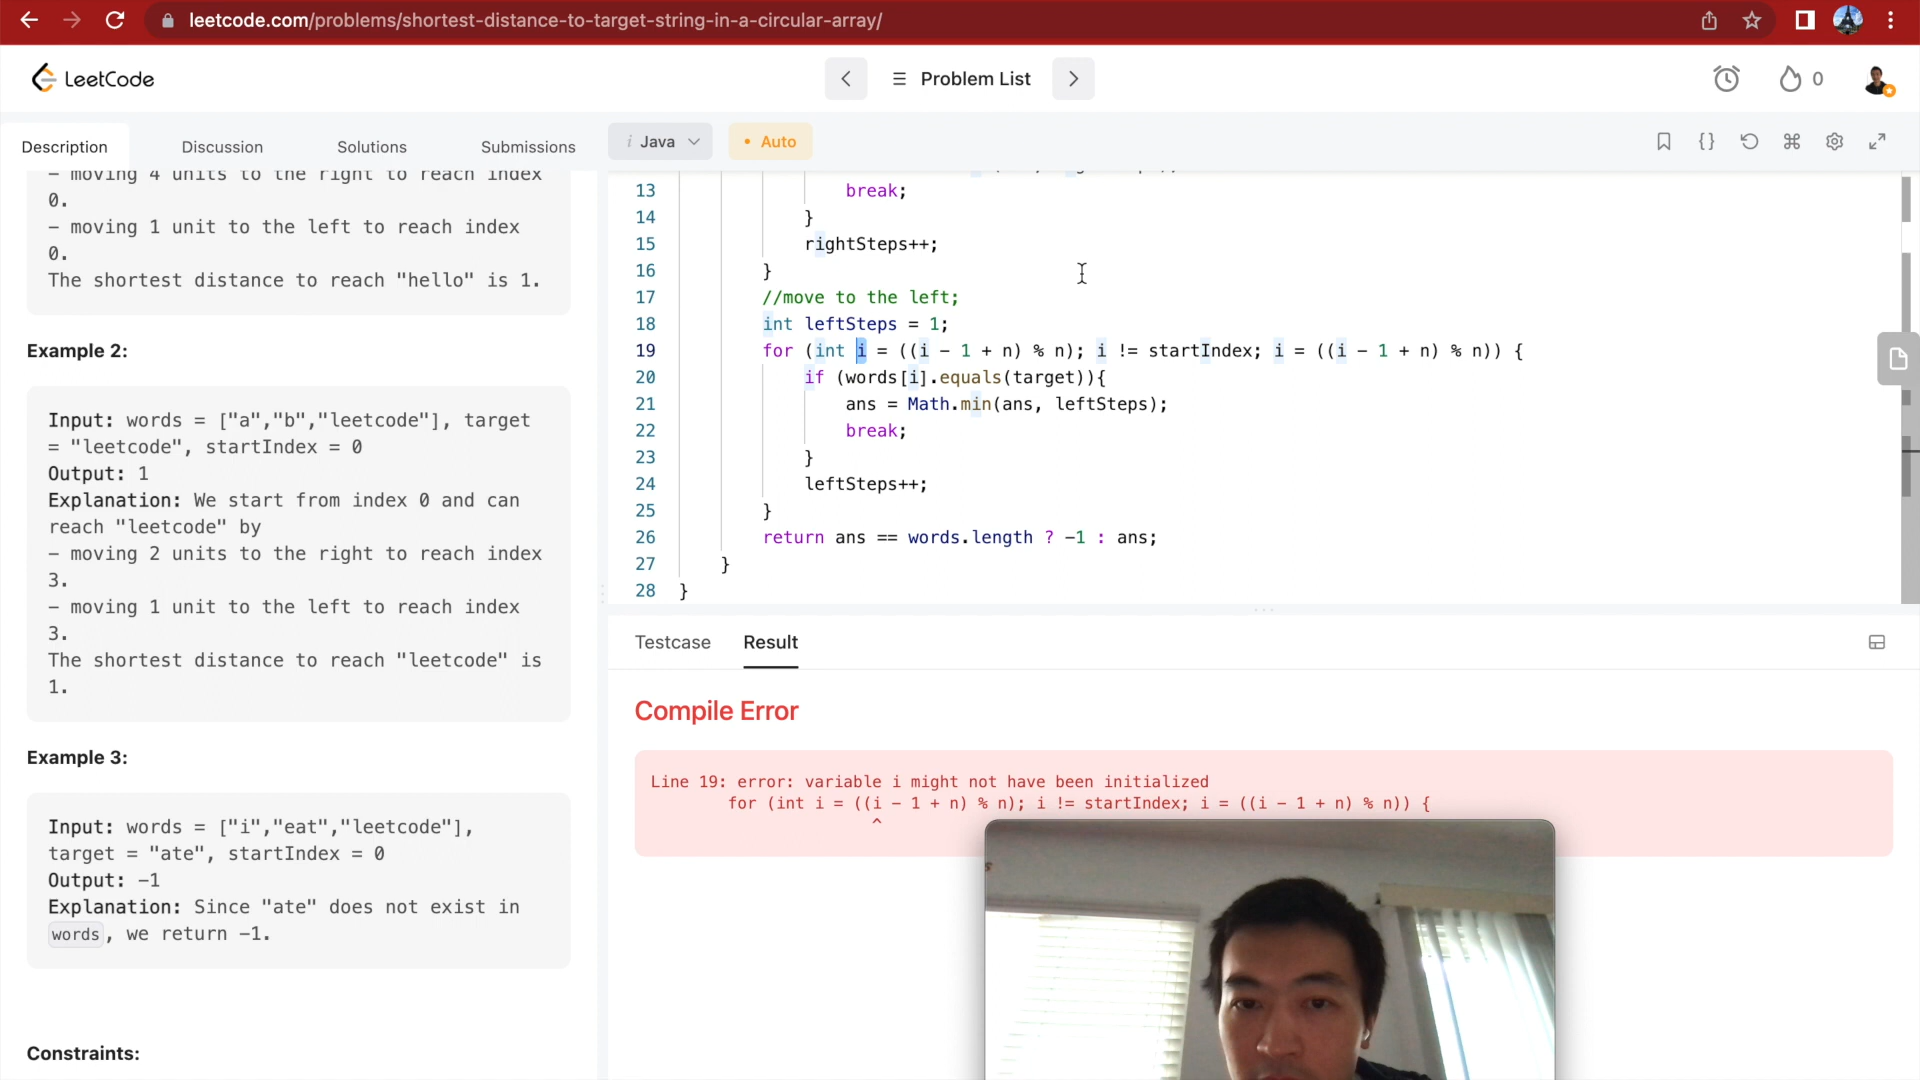 leetcode.com/problems/shortest-distance-to-target-string-in-a-circular-array/
LeetCode
Problem List
0
Description
Discussion
Solutions
Submissions
i Java
• Auto
{}
- moving 4 units to the right to reach index
0.
- moving 1 unit to the left to reach index
0.
The shortest distance to reach "hello" is 1.
Example 2:
Input: words = ["a","b","leetcode"], target
= "leetcode", startIndex = 0
Output: 1
Explanation: We start from index 0 and can
reach "leetcode" by
- moving 2 units to the right to reach index
3.
- moving 1 unit to the left to reach index
3.
The shortest distance to reach "leetcode" is
1.
Example 3:
Input: words = ["i","eat","leetcode"],
target = "ate", startIndex = 0
Output: -1
Explanation: Since "ate" does not exist in
words, we return -1.
Constraints:
13 break;
14 }
15 rightSteps++;
16 }
17 //move to the left;
18 int leftSteps = 1;
19 for (int i = ((i - 1 + n) % n); i != startIndex; i = ((i - 1 + n) % n)) {
20 if (words[i].equals(target)){
21 ans = Math.min(ans, leftSteps);
22 break;
23 }
24 leftSteps++;
25 }
26 return ans == words.length ? -1 : ans;
27 }
28 }
Testcase
Result
Compile Error
Line 19: error: variable i might not have been initialized
for (int i = ((i - 1 + n) % n); i != startIndex; i = ((i - 1 + n) % n)) {
^